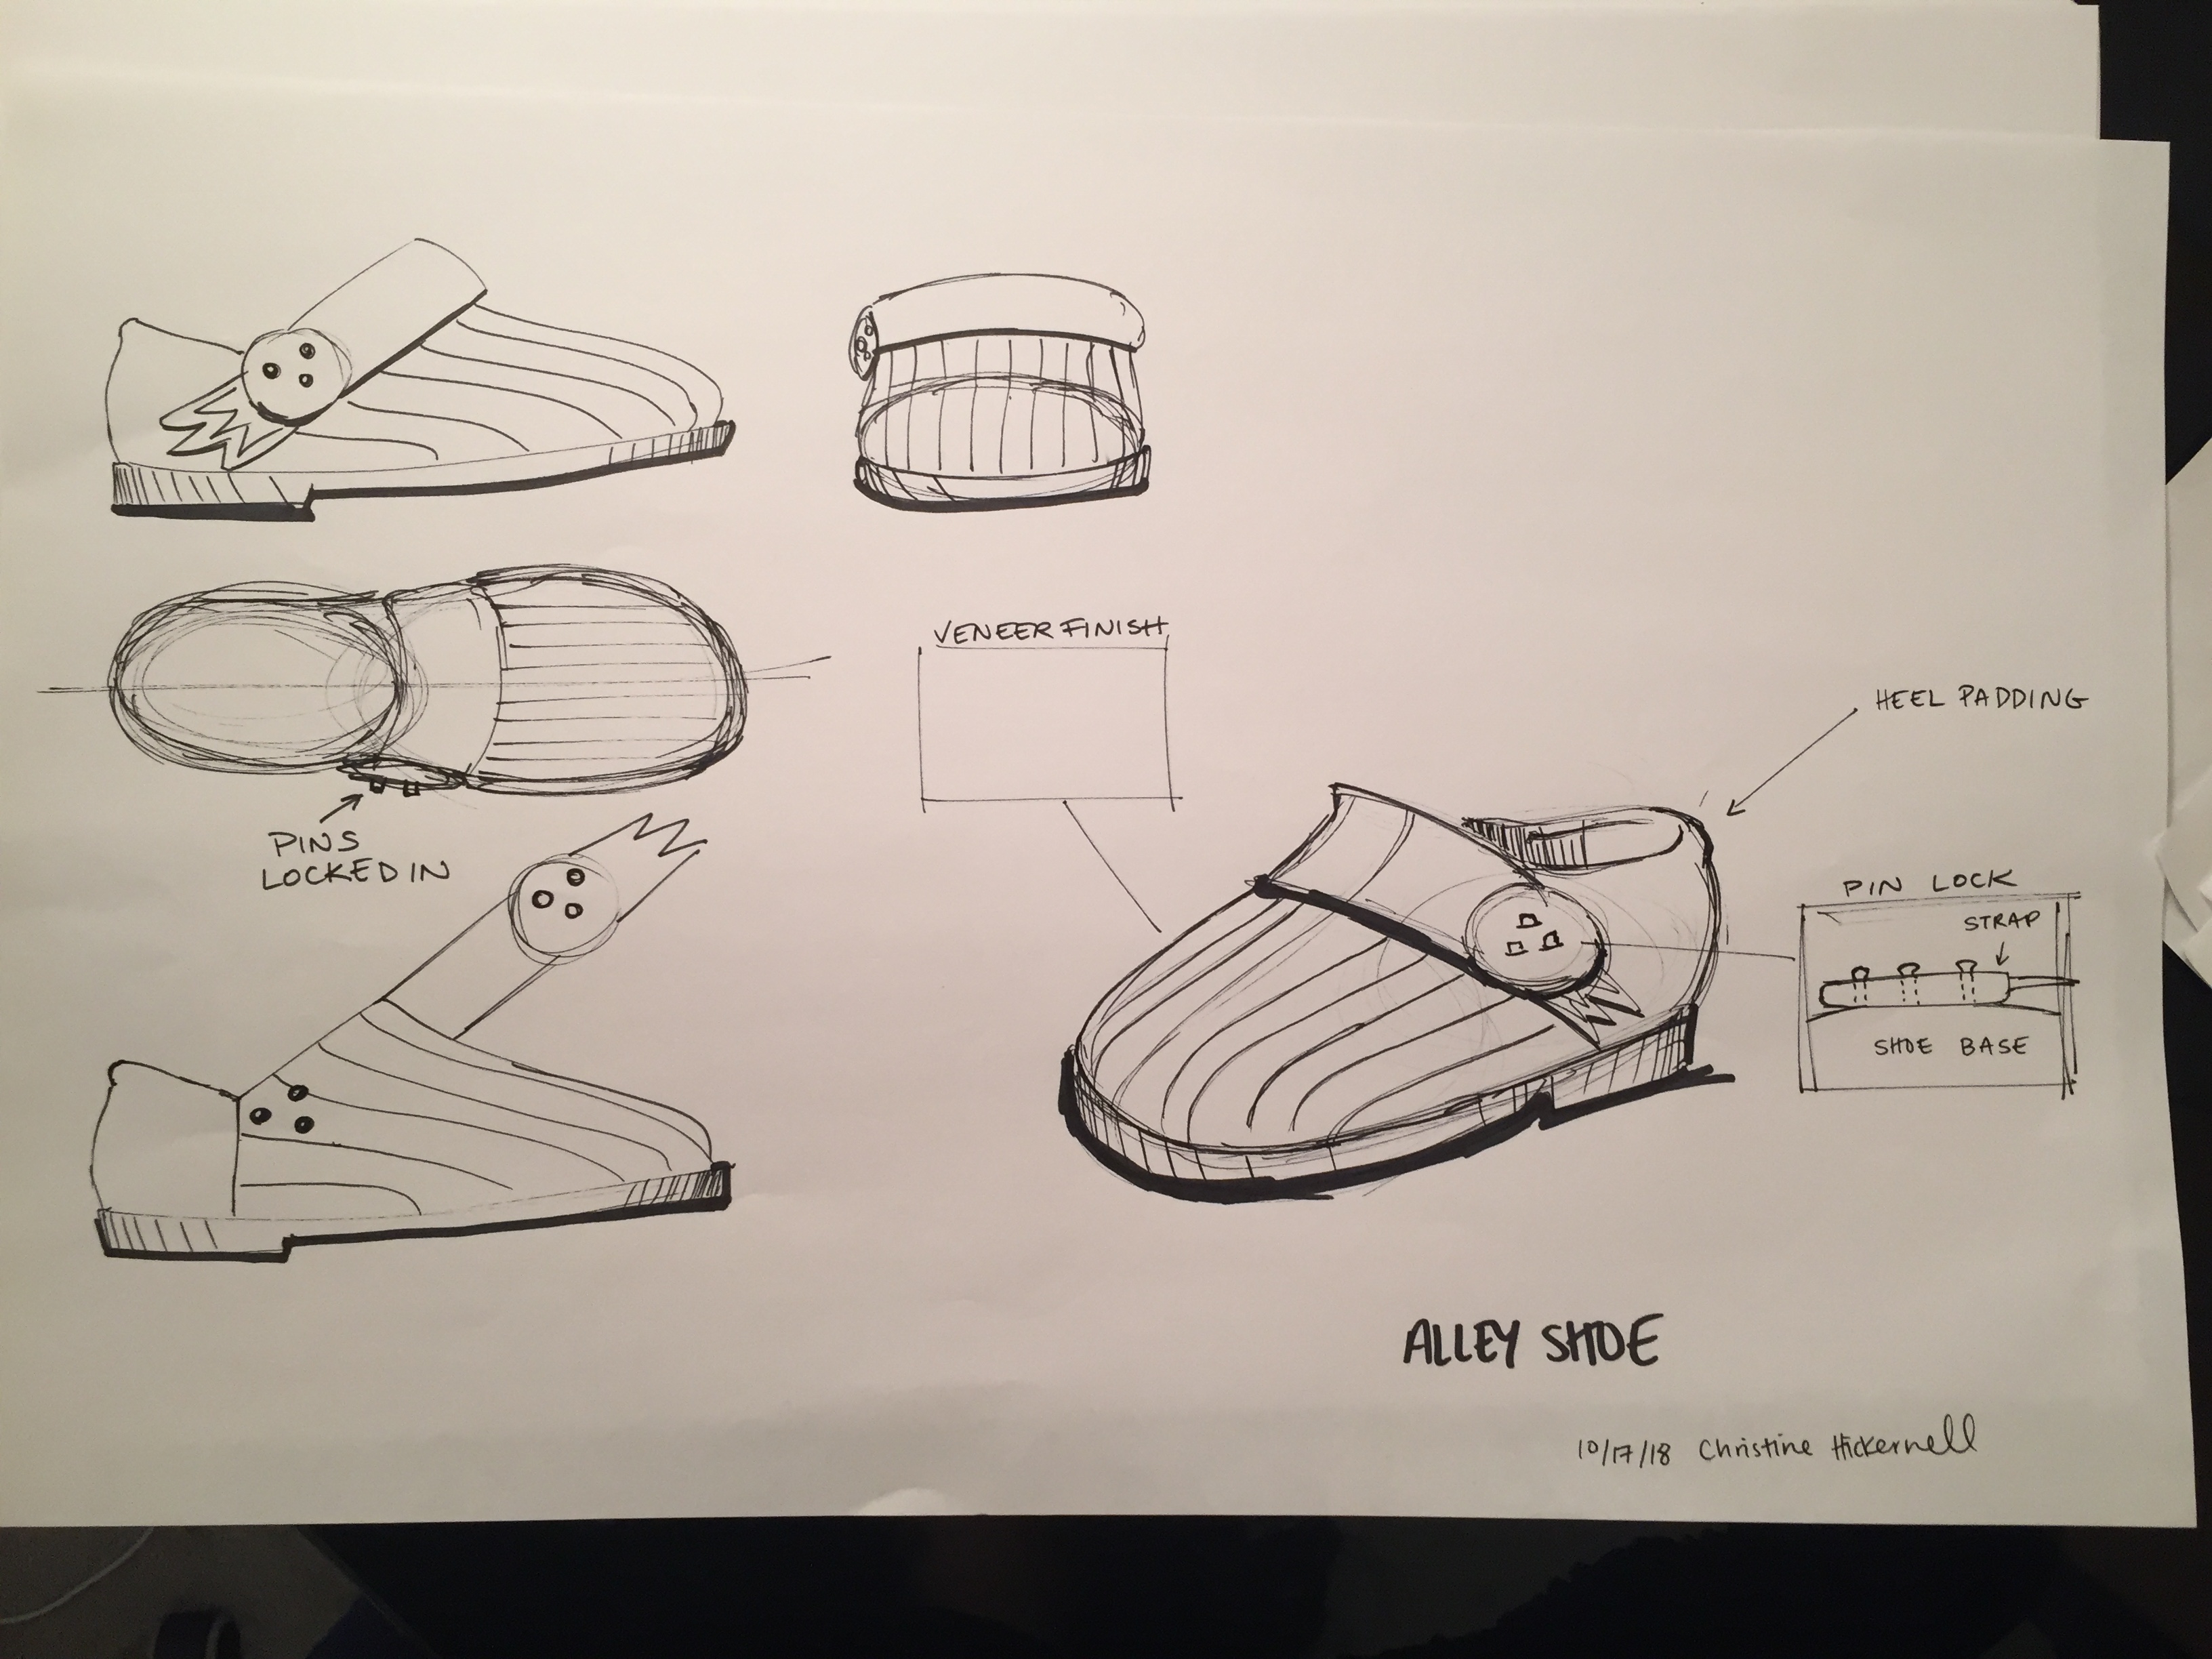 PINS
LOCKED IN
VENEER FINISH
HEEL PADDING
PIN LOCK
STRAP
SHOE BASE
ALLEY SHOE
10/17/18 Christine Hickernell